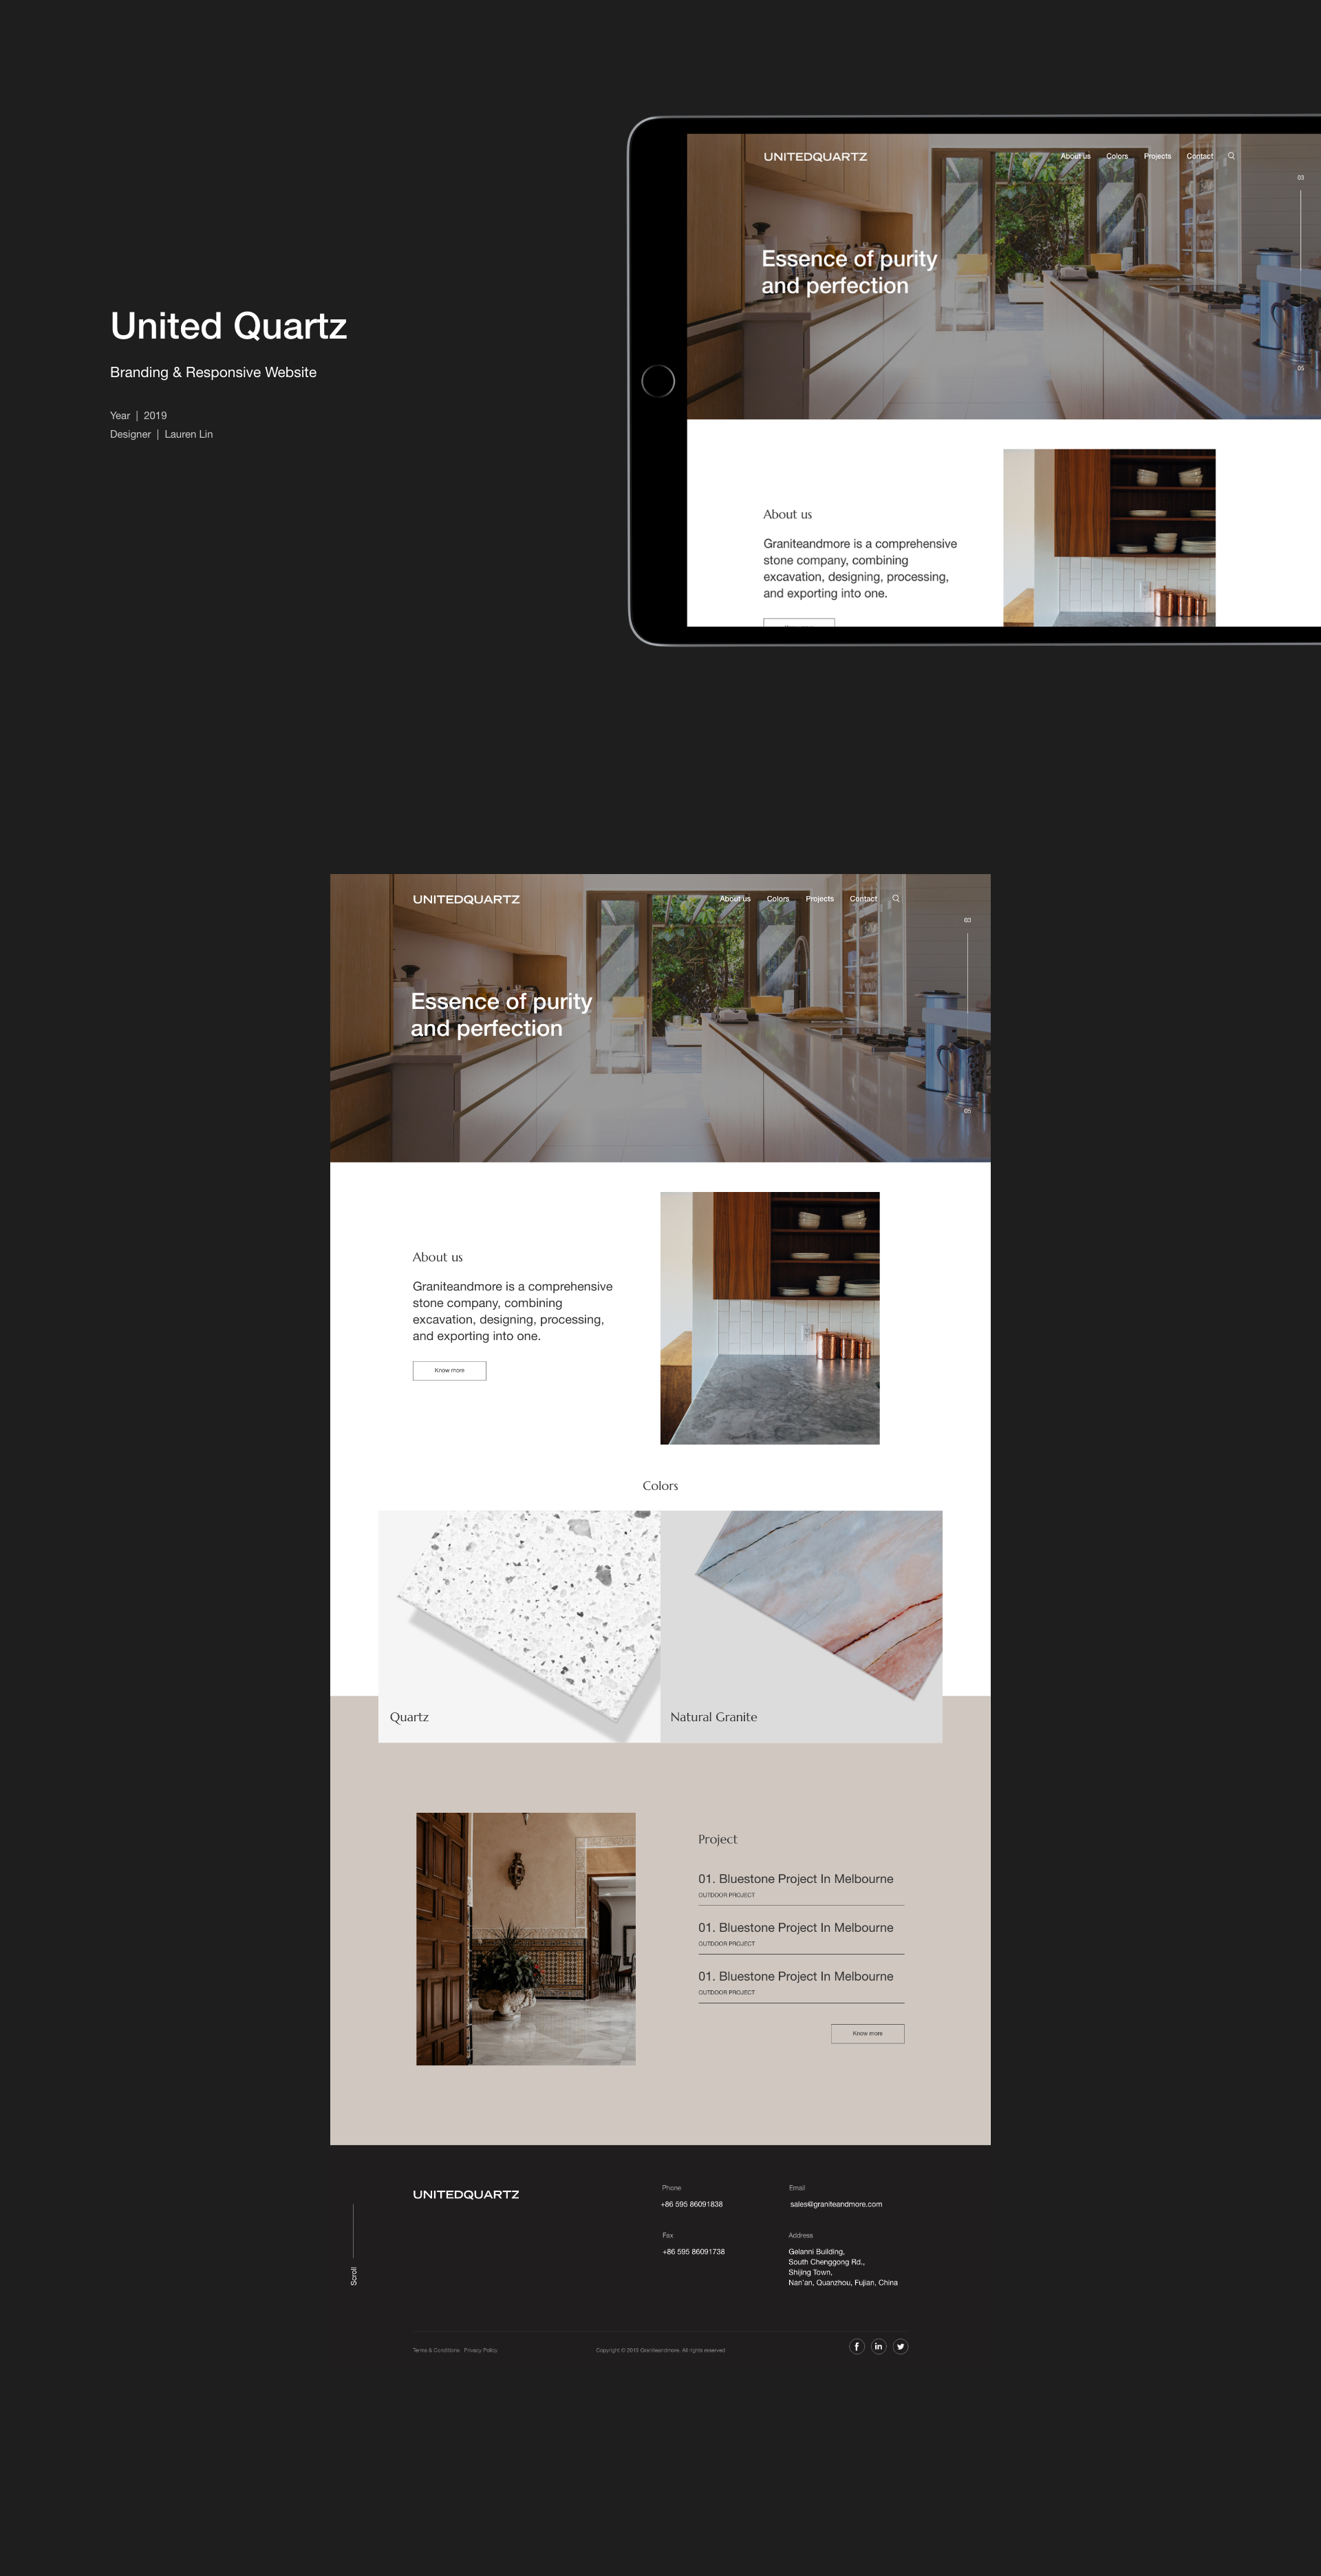 United Quartz
Branding & Responsive Website
Year | 2019
Designer | Lauren Lin
UNITEDQUARTZ
About us Colors Projects Contact
03
Essence of purity
and perfection
05
About us
Graniteandmore is a comprehensive
stone company, combining
excavation, designing, processing,
and exporting into one.
UNITEDQUARTZ
About us Colors Projects Contact
03
Essence of purity
and perfection
05
About us
Graniteandmore is a comprehensive
stone company, combining
excavation, designing, processing,
and exporting into one.
Know more
Colors
Quartz
Natural Granite
Project
01. Bluestone Project In Melbourne
OUTDOOR PROJECT
01. Bluestone Project In Melbourne
OUTDOOR PROJECT
01. Bluestone Project In Melbourne
OUTDOOR PROJECT
Know more
UNITEDQUARTZ
Phone
+86 595 86091838
Email
sales@graniteandmore.com
Fax
+86 595 86091738
Address
Gelanni Building,
South Chenggong Rd.,
Shijing Town,
Nan'an, Quanzhou, Fujian, China
Scroll
Terms & Conditions Privacy Policy
Copyright © 2015 Graniteandmore. All rights reserved